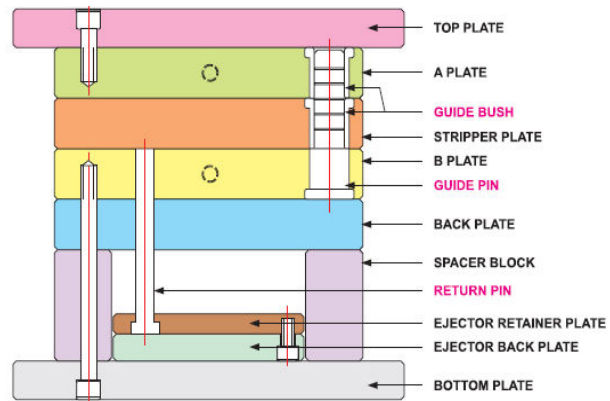 TOP PLATE
A PLATE
GUIDE BUSH
STRIPPER PLATE
B PLATE
GUIDE PIN
BACK PLATE
SPACER BLOCK
RETURN PIN
EJECTOR RETAINER PLATE
EJECTOR BACK PLATE
BOTTOM PLATE